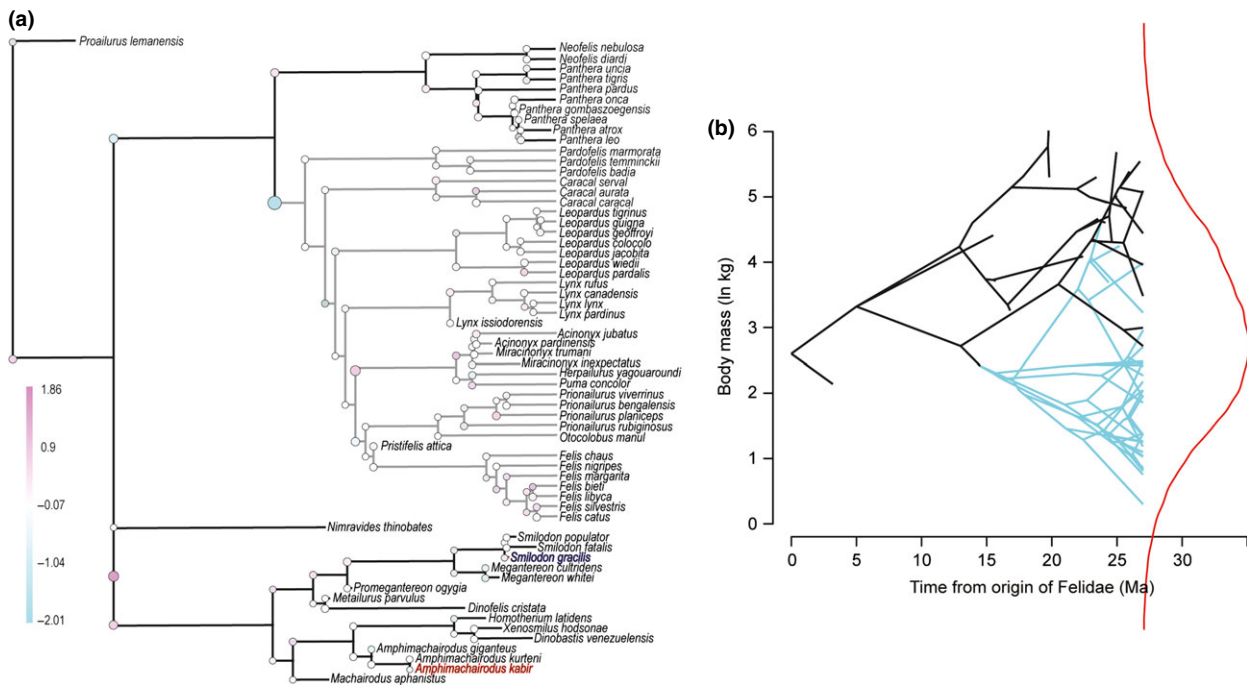 (a)
Proailurus lemanensis
Neofelis nebulosa
Neofelis diardi
Panthera uncia
Panthera tigris
Panthera pardus
Panthera onca
Panthera gombaszoegensis
Panthera spelaea
Panthera atrox
Panthera leo
Pardofelis marmorata
Pardofelis temminckii
Pardofelis badia
Caracal serval
Caracal aurata
Caracal caracal
Leopardus tigrinus
Leopardus guigna
Leopardus geoffroyi
Leopardus colocolo
Leopardus jacobita
Leopardus wiedii
Leopardus pardalis
Lynx rufus
Lynx canadensis
Lynx lynx
Lynx pardinus
Lynx issiodorensis
Acinonyx jubatus
Acinonyx pardinensis
Miracinonyx trumani
Miracinonyx inexpectatus
Herpailurus yagouaroundi
Puma concolor
Prionailurus viverrinus
Prionailurus bengalensis
Prionailurus planiceps
Prionailurus rubiginosus
Otocolobus manul
Pristifelis attica
Felis chaus
Felis nigripes
Felis margarita
Felis bieti
Felis libyca
Felis silvestris
Felis catus
Nimravides thinobates
Smilodon populator
Smilodon fatalis
Smilodon gracilis
Megantereon cultridens
Megantereon whitei
Promegantereon ogygia
Metailurus parvulus
Dinofelis cristata
Homotherium latidens
Xenosmilus hodsonae
Dinobastis venezuelensis
Amphimachairodus giganteus
Amphimachairodus kurteni
Amphimachairodus kabir
Machairodus aphanistus
1.86
0.9
−0.07
−1.04
−2.01
(b)
Body mass (ln kg)
6
5
4
3
2
1
0
0 5 10 15 20 25 30
Time from origin of Felidae (Ma)